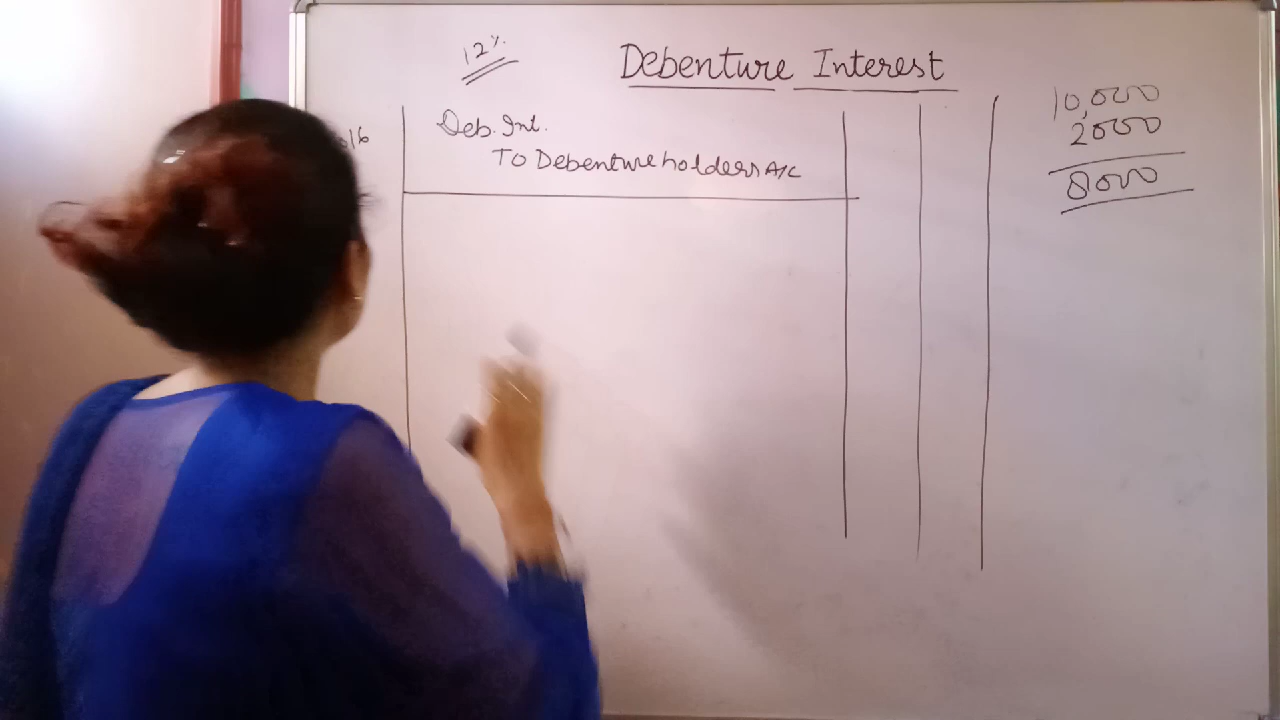 12%
Debenture Interest
Deb. Int.
To Debentureholders A/C
10,000
2000
8000